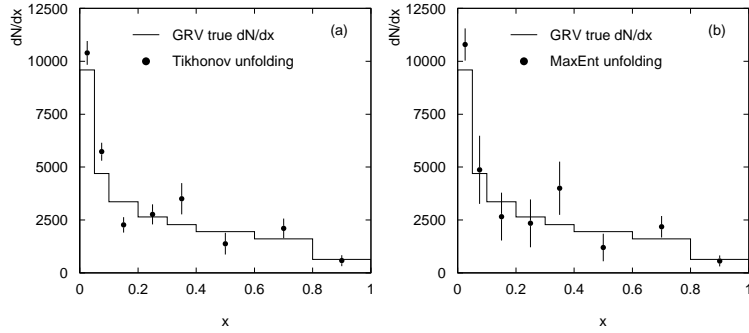 dN/dx
12500
10000
7500
5000
2500
0
0 0.2 0.4 0.6 0.8 1
x
GRV true dN/dx
Tikhonov unfolding
(a)
dN/dx
12500
10000
7500
5000
2500
0
0 0.2 0.4 0.6 0.8 1
x
GRV true dN/dx
MaxEnt unfolding
(b)